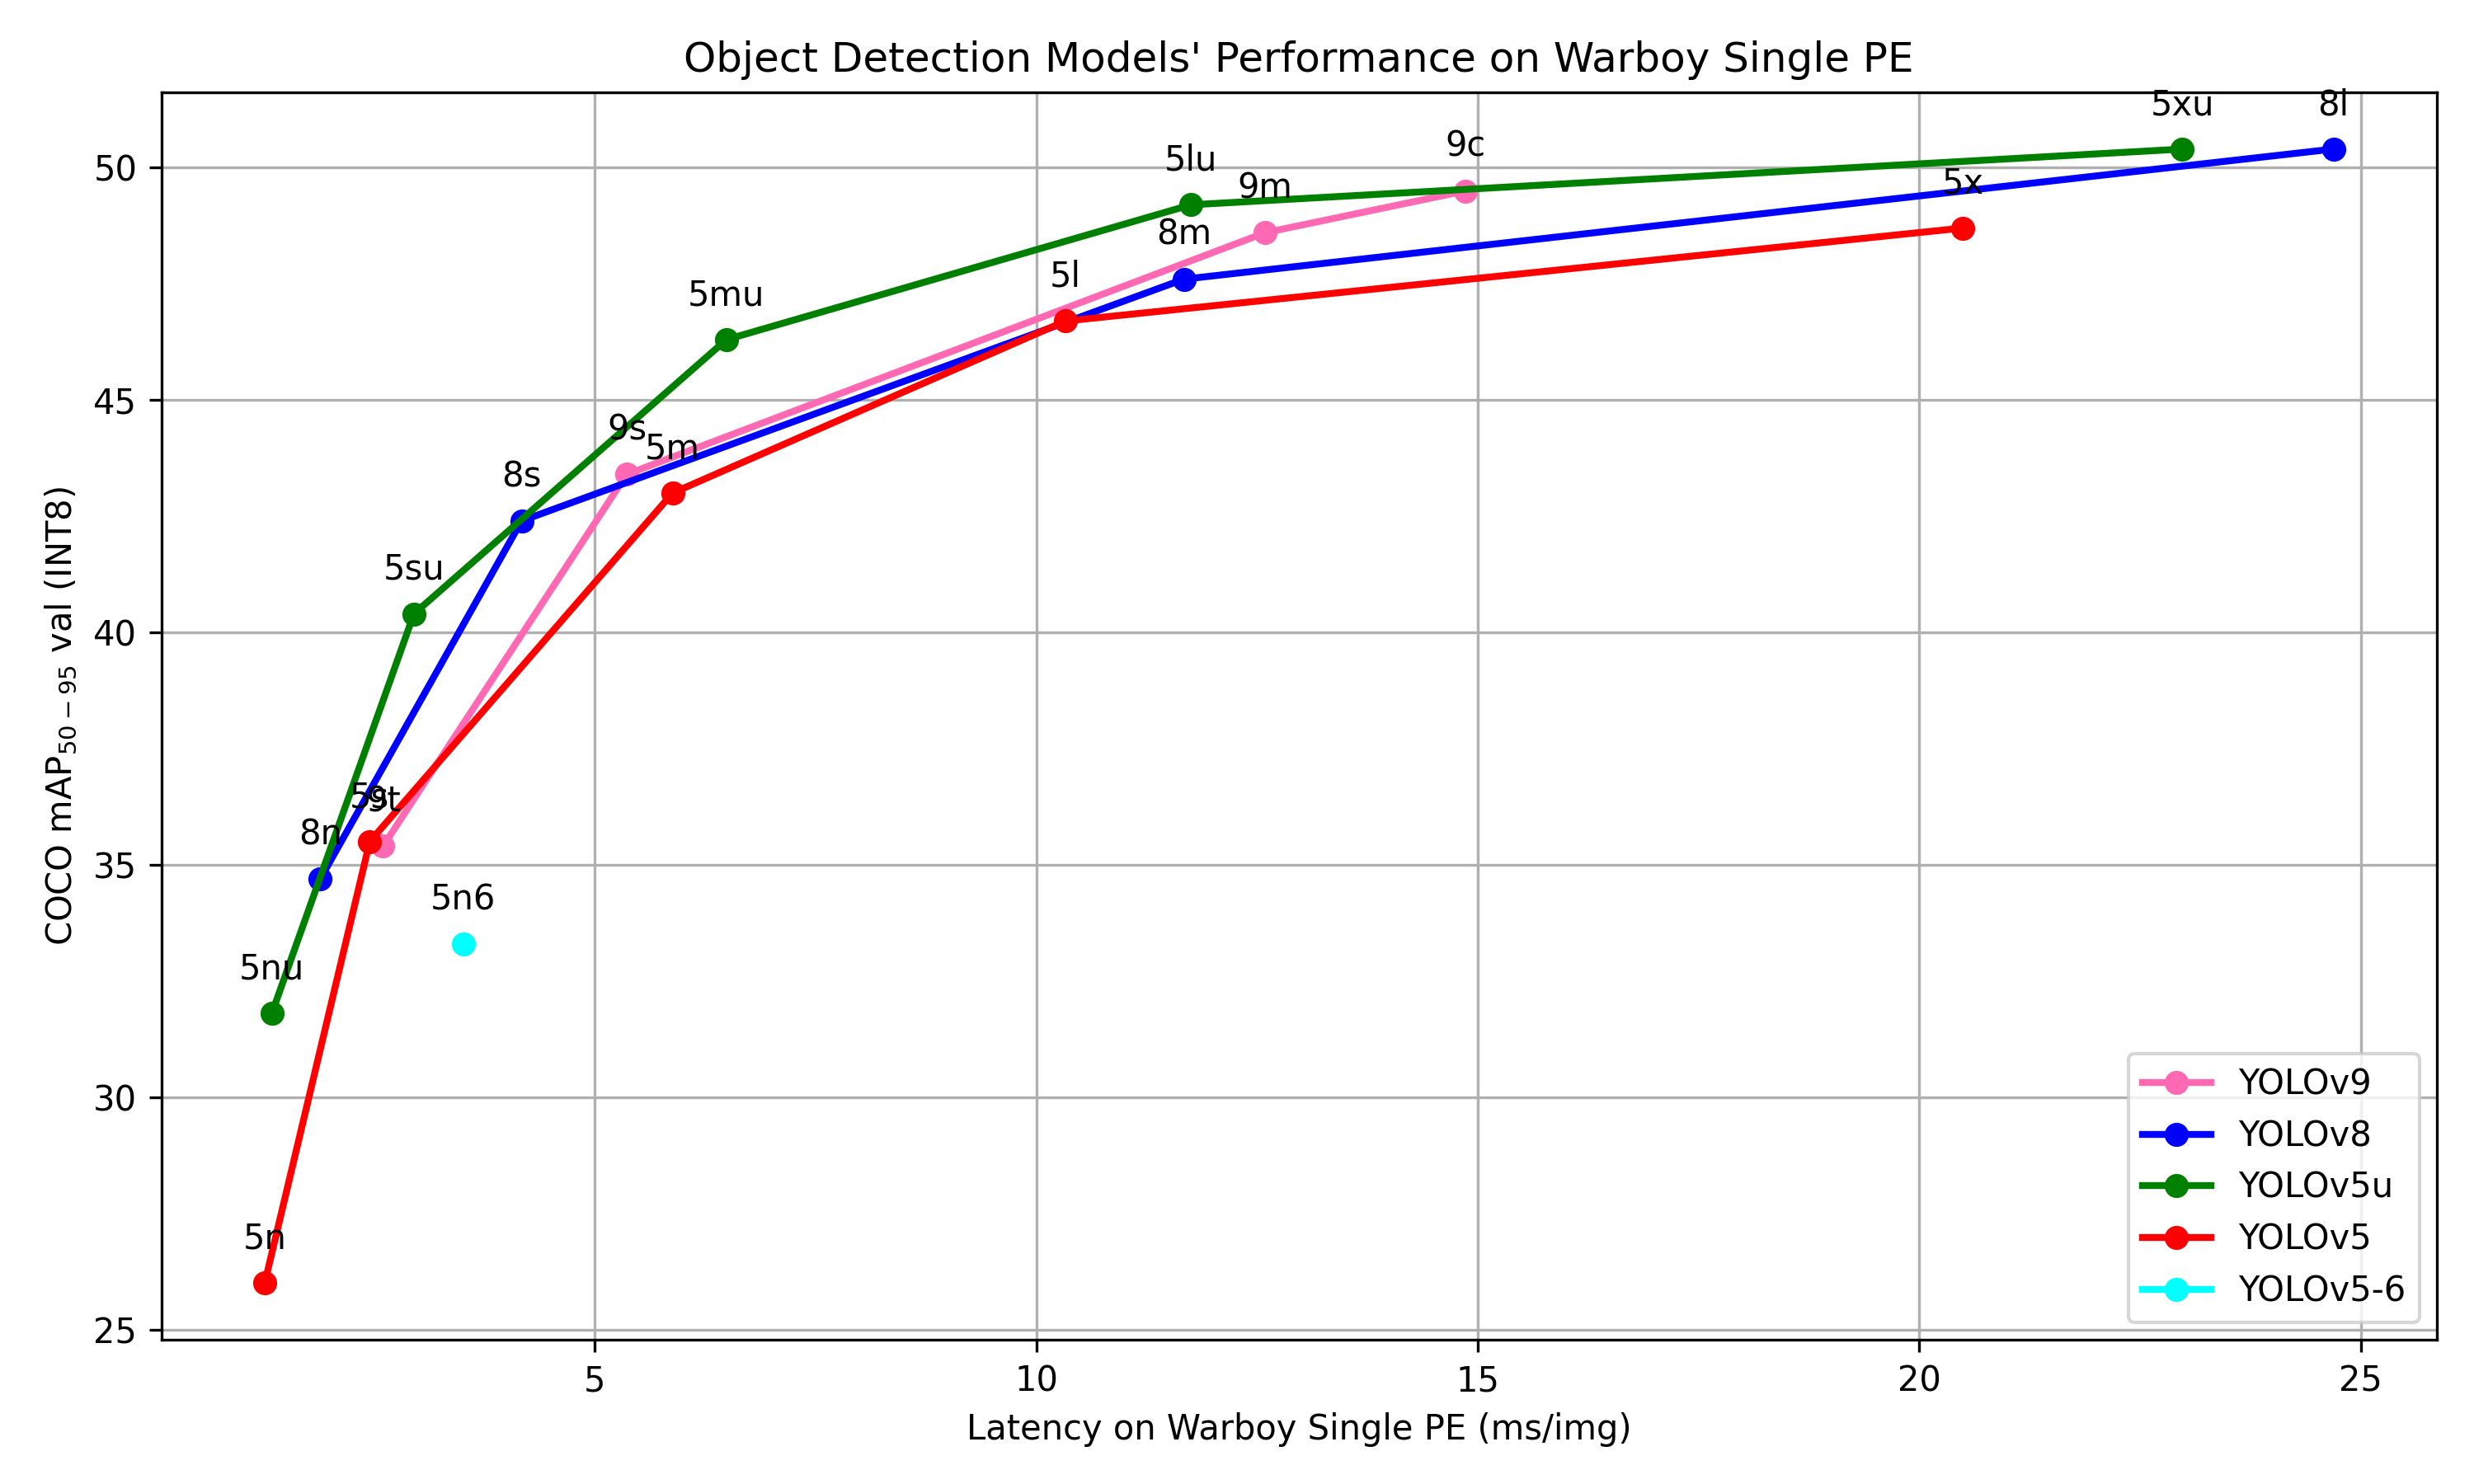 Object Detection Models' Performance on Warboy Single PE
5xu
8l
5lu
9c
9m
5x
8m
5l
5mu
9s
5m
8s
5su
5s
9t
8n
5n6
5nu
5n
50
45
40
35
30
25
COCO mAP50−95 val (INT8)
5
10
15
20
25
Latency on Warboy Single PE (ms/img)
YOLOv9
YOLOv8
YOLOv5u
YOLOv5
YOLOv5-6